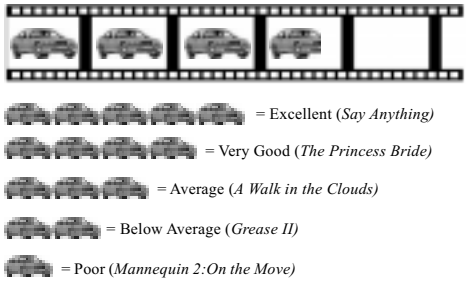 = Excellent (Say Anything)
= Very Good (The Princess Bride)
= Average (A Walk in the Clouds)
= Below Average (Grease II)
= Poor (Mannequin 2:On the Move)